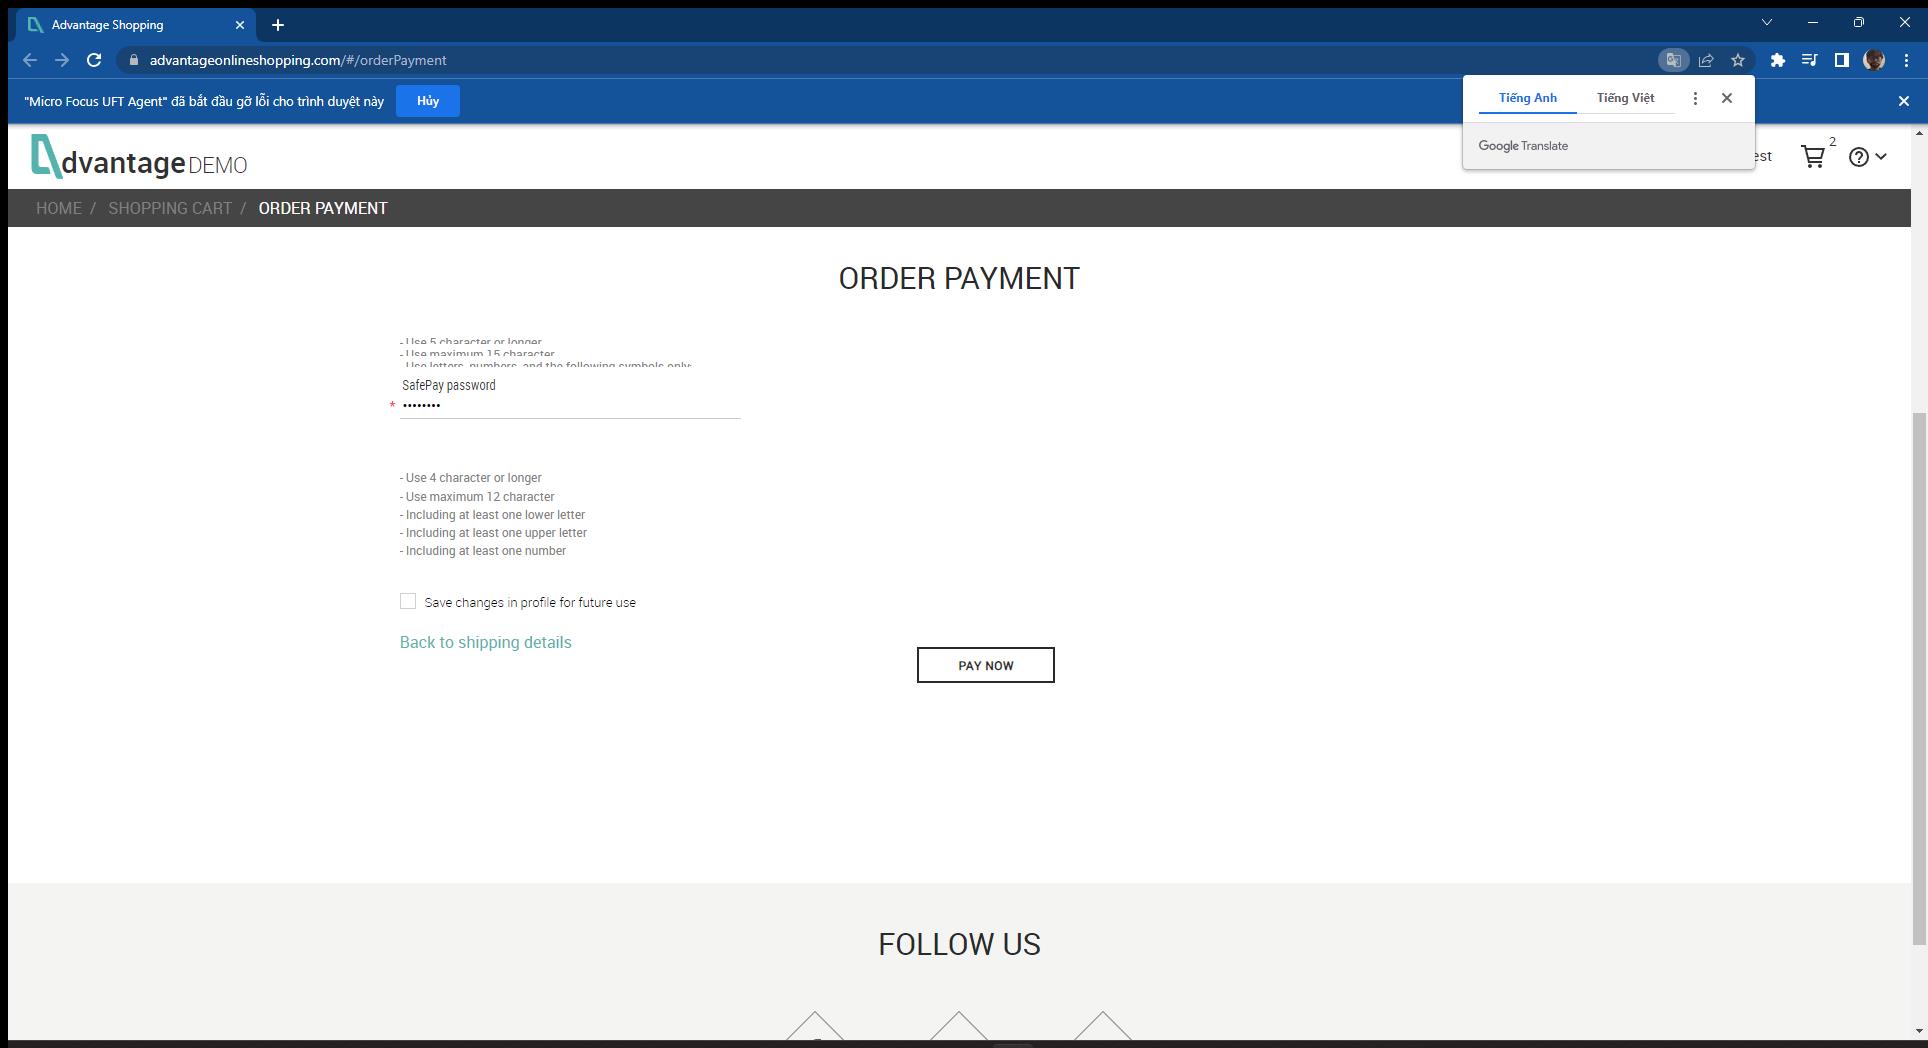 Advantage Shopping
advantageonlineshopping.com/#/orderPayment
"Micro Focus UFT Agent" đã bắt đầu gỡ lỗi cho trình duyệt này
Hủy
Tiếng Anh
Tiếng Việt
Google Translate
dvantage DEMO
est
2
HOME / SHOPPING CART / ORDER PAYMENT
ORDER PAYMENT
- Use 5 character or longer
- Use maximum 15 character
- Use letters, numbers, and the following symbols only:
SafePay password
* ••••••••
- Use 4 character or longer
- Use maximum 12 character
- Including at least one lower letter
- Including at least one upper letter
- Including at least one number
Save changes in profile for future use
Back to shipping details
PAY NOW
FOLLOW US